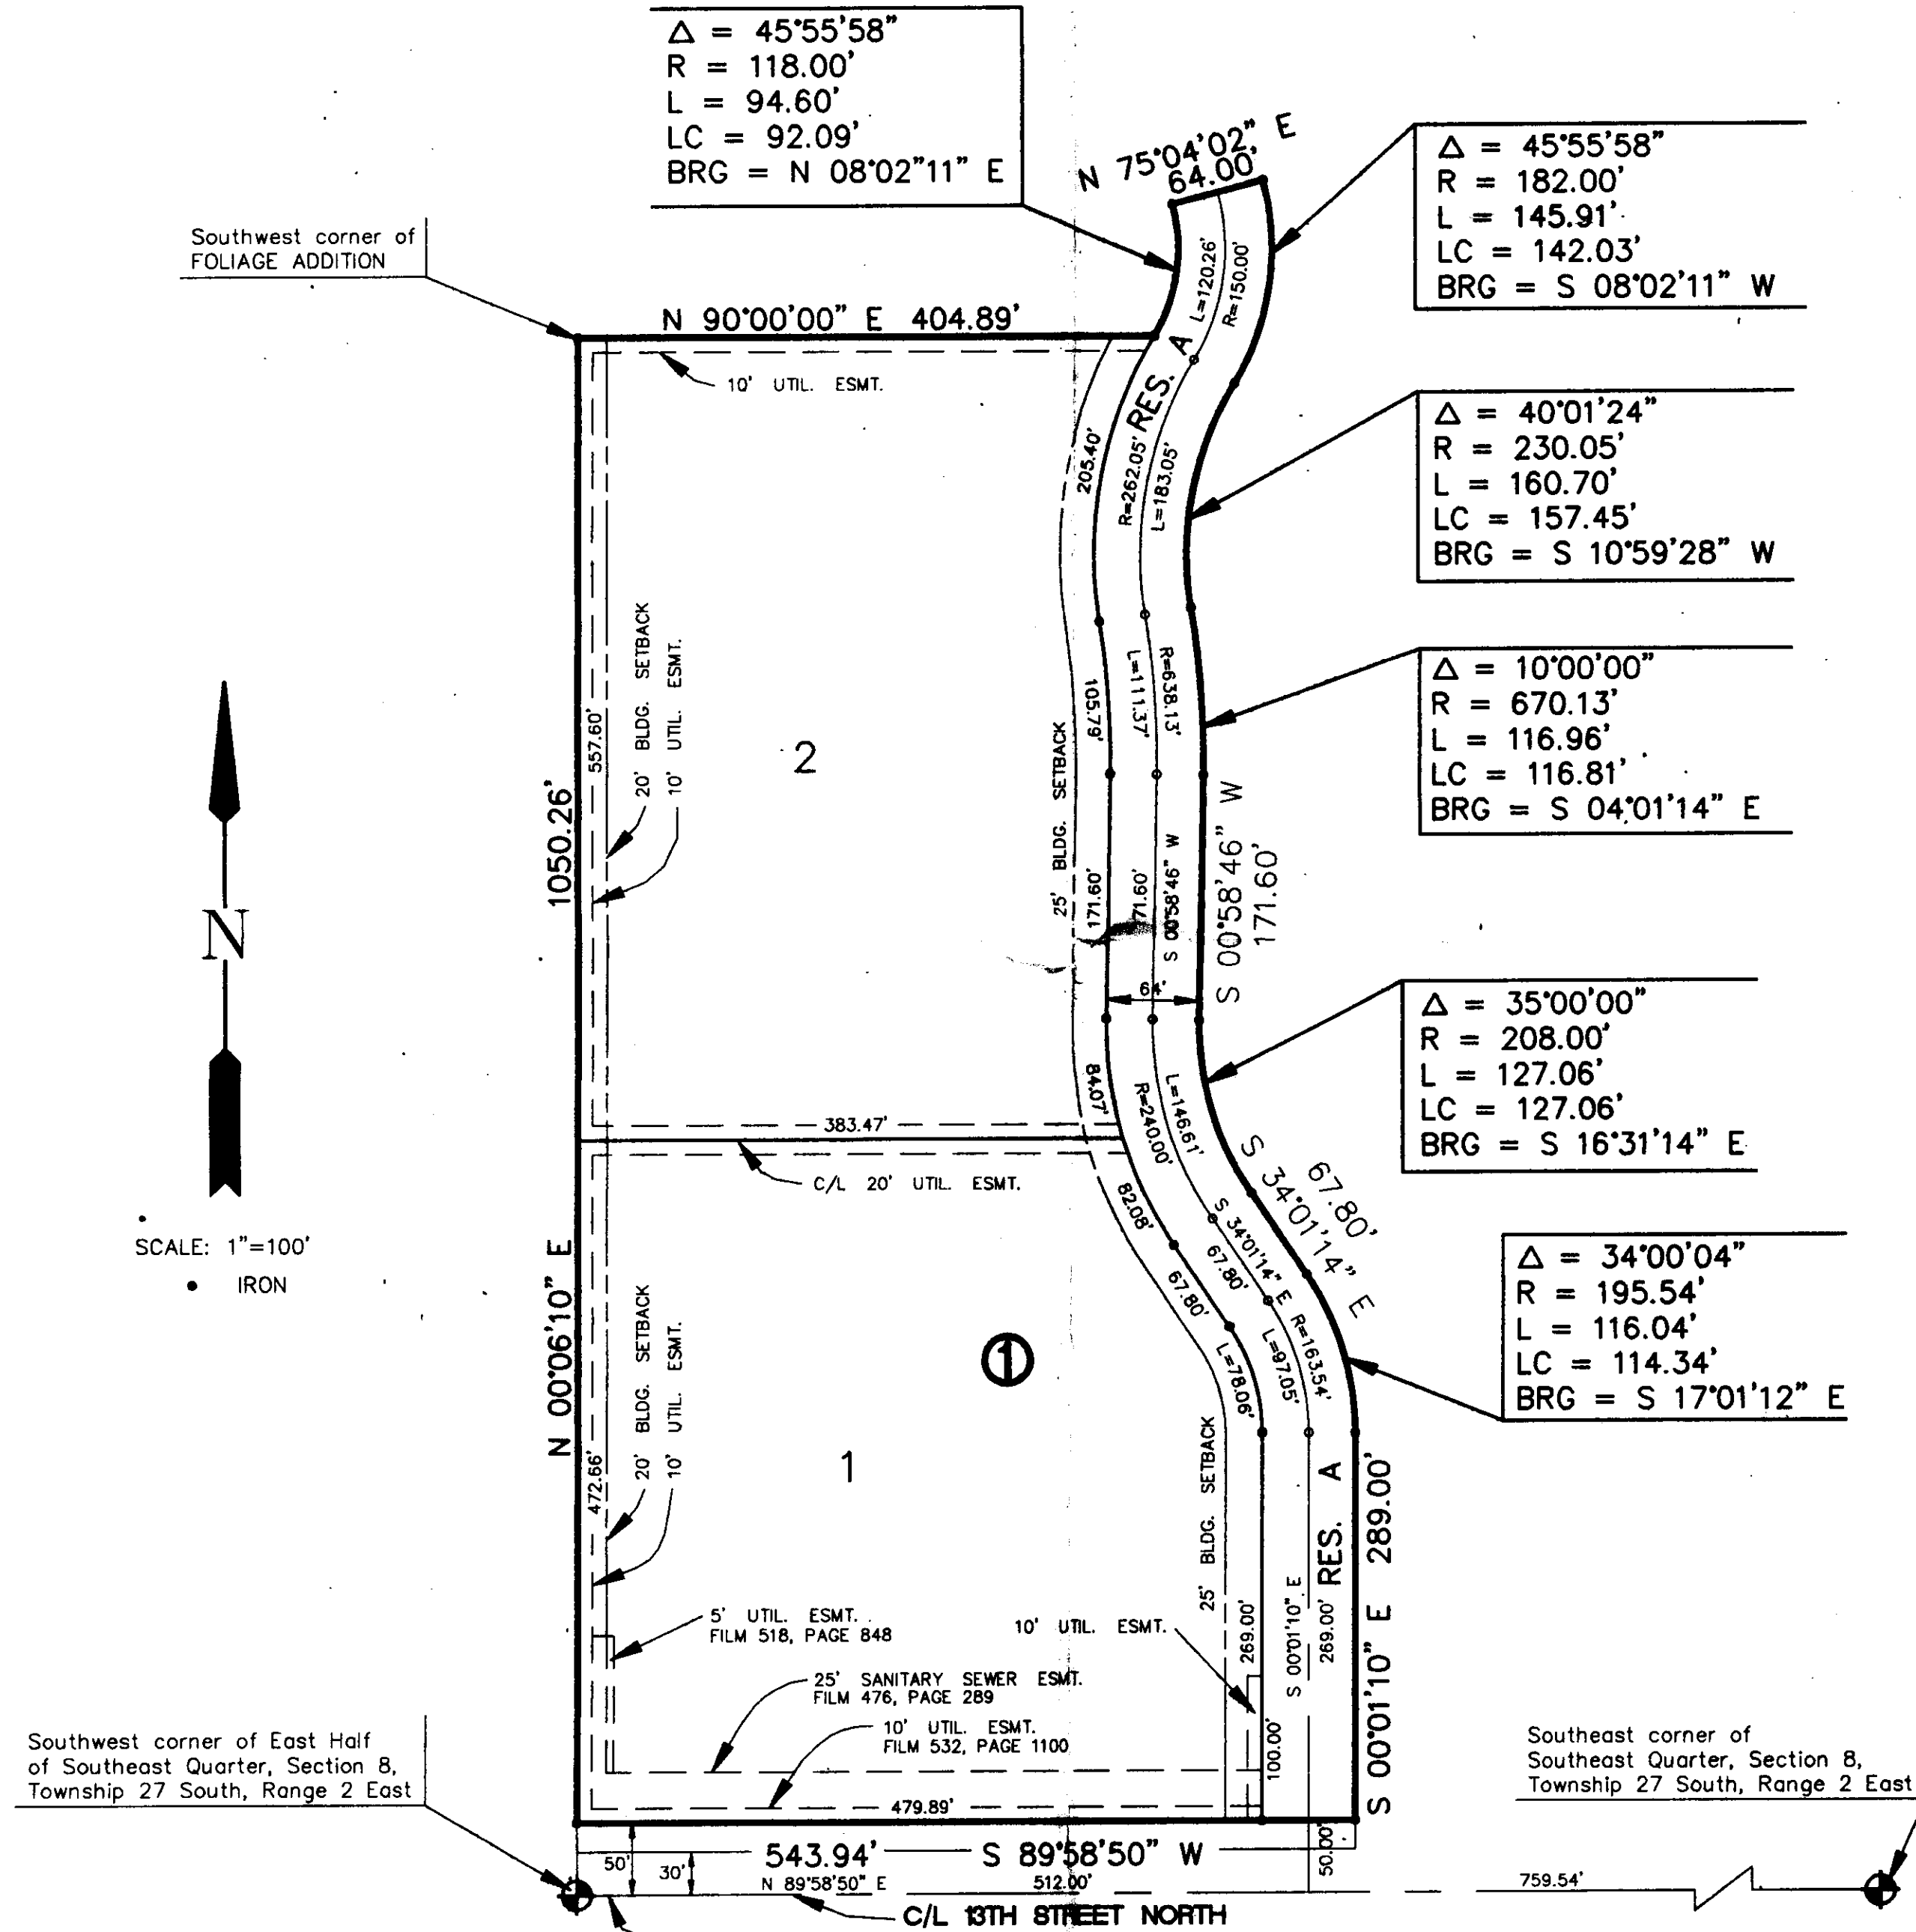 △ = 45°55'58"
R = 118.00'
L = 94.60'
LC = 92.09'
BRG = N 08°02"11" E
N 75°04'02" E
64.00'
△ = 45°55'58"
R = 182.00'
L = 145.91'
LC = 142.03'
BRG = S 08°02'11" W
Southwest corner of
FOLIAGE ADDITION
N 90°00'00" E 404.89'
10' UTIL. ESMT.
L=120.26'
R=150.00'
RES. A
205.40'
R=262.05'
L=183.05'
△ = 40°01'24"
R = 230.05'
L = 160.70'
LC = 157.45'
BRG = S 10°59'28" W
557.60'
20' BLDG. SETBACK
10' UTIL. ESMT.
1050.26'
2
25' BLDG. SETBACK
105.79'
L=111.37'
R=638.13'
△ = 10°00'00"
R = 670.13'
L = 116.96'
LC = 116.81'
BRG = S 04°01'14" E
171.60'
71.60'
S 00°58'46" W
S 00°58'46" W
171.60'
64'
N
SCALE: 1"=100'
• IRON
△ = 35°00'00"
R = 208.00'
L = 127.06'
LC = 127.06'
BRG = S 16°31'14" E
84.07'
R=240.00'
L=146.61'
383.47'
C/L 20' UTIL. ESMT.
82.08'
S 34°01'14" E
67.80'
67.80'
S 34°01'14" E
67.80'
△ = 34°00'04"
R = 195.54'
L = 116.04'
LC = 114.34'
BRG = S 17°01'12" E
N 00°06'10" E
472.66'
20' BLDG. SETBACK
10' UTIL. ESMT.
1
1
L=78.06'
L=97.05'
R=163.54'
25' BLDG. SETBACK
269.00'
S 00°01'10" E
269.00'
RES. A
S 00°01'10" E 289.00'
5' UTIL. ESMT.
FILM 518, PAGE 848
10' UTIL. ESMT.
25' SANITARY SEWER ESMT.
FILM 476, PAGE 289
10' UTIL. ESMT.
FILM 532, PAGE 1100
100.00'
479.89'
Southwest corner of East Half
of Southeast Quarter, Section 8,
Township 27 South, Range 2 East
Southeast corner of
Southeast Quarter, Section 8,
Township 27 South, Range 2 East
50'
30'
543.94' S 89°58'50" W
N 89°58'50" E 512.00'
50.00'
759.54'
C/L 13TH STREET NORTH